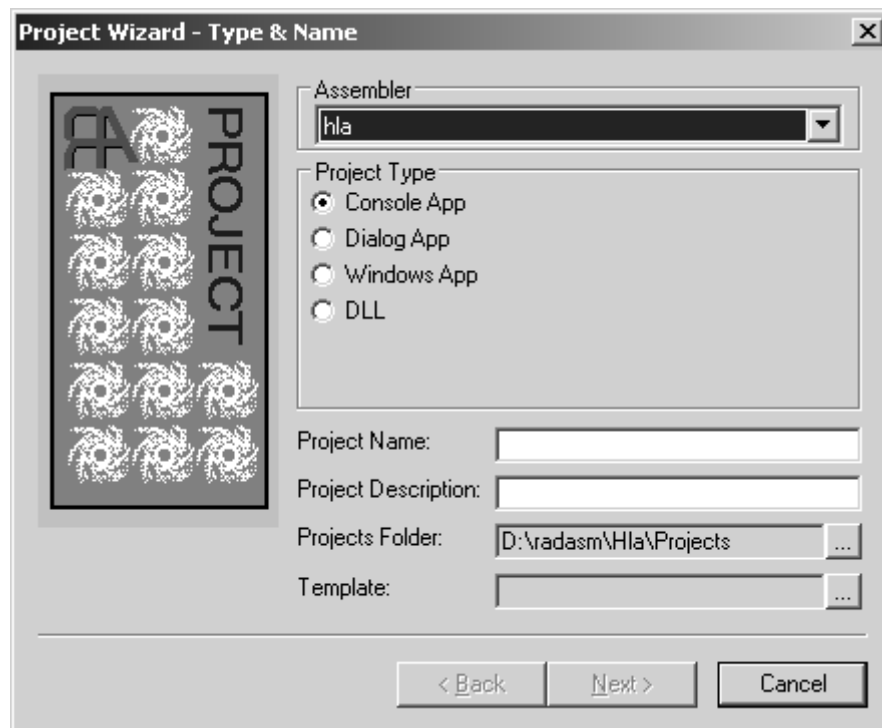 Project Wizard - Type & Name
RA
PROJECT
Assembler
hla
Project Type
Console App
Dialog App
Windows App
DLL
Project Name:
Project Description:
Projects Folder: D:\radasm\Hla\Projects ...
Template: ...
< Back Next > Cancel